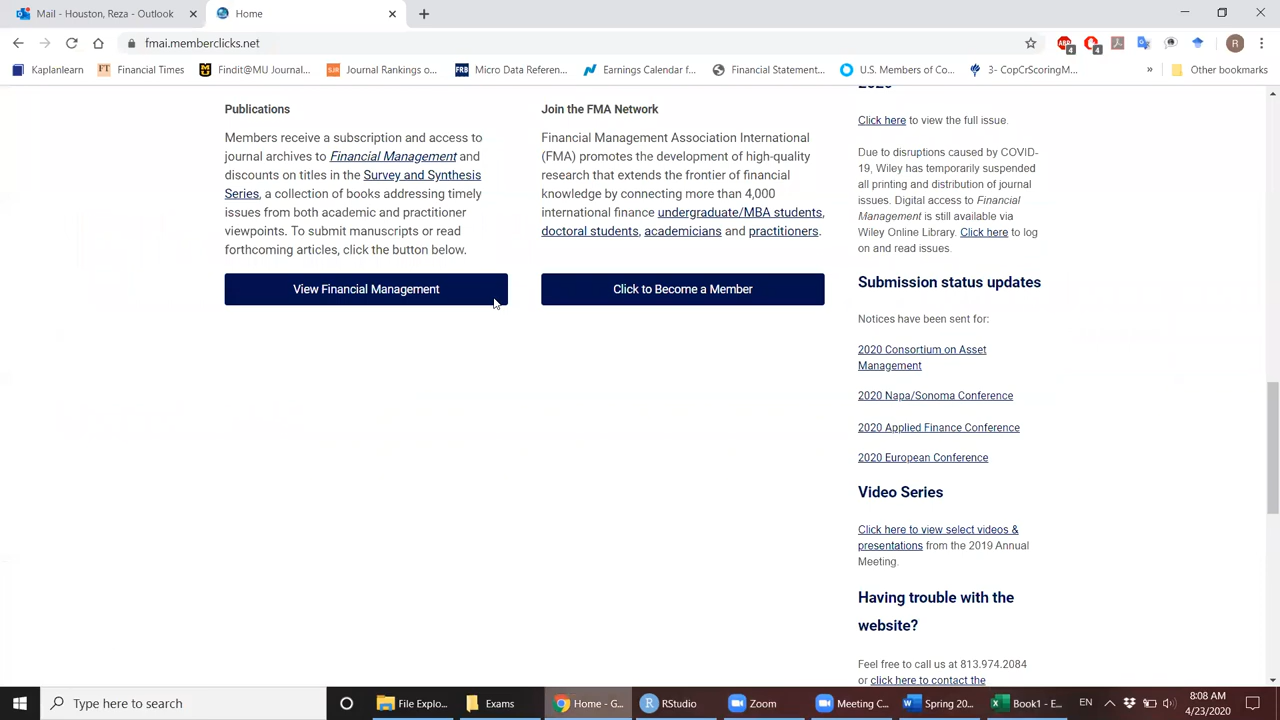 Mail - Houston, Reza - Outlook
Home
fmai.memberclicks.net
4
4
R
Kaplanlearn
Financial Times
Findit@MU Journal...
SJR
Journal Rankings o...
FRB
Micro Data Referen...
Earnings Calendar f...
Financial Statement...
U.S. Members of Co...
3- CopCrScoringM...
»
Other bookmarks
Publications
Members receive a subscription and access to
journal archives to Financial Management and
discounts on titles in the Survey and Synthesis
Series, a collection of books addressing timely
issues from both academic and practitioner
viewpoints. To submit manuscripts or read
forthcoming articles, click the button below.
View Financial Management
Join the FMA Network
Financial Management Association International
(FMA) promotes the development of high-quality
research that extends the frontier of financial
knowledge by connecting more than 4,000
international finance undergraduate/MBA students,
doctoral students, academicians and practitioners.
Click to Become a Member
2020
Click here to view the full issue.
Due to disruptions caused by COVID-
19, Wiley has temporarily suspended
all printing and distribution of journal
issues. Digital access to Financial
Management is still available via
Wiley Online Library. Click here to log
on and read issues.
Submission status updates
Notices have been sent for:
2020 Consortium on Asset
Management
2020 Napa/Sonoma Conference
2020 Applied Finance Conference
2020 European Conference
Video Series
Click here to view select videos &
presentations from the 2019 Annual
Meeting.
Having trouble with the
website?
Feel free to call us at 813.974.2084
or click here to contact the
Type here to search
File Explo...
Exams
Home - G...
RStudio
Zoom
Meeting C...
Spring 20...
Book1 - E...
EN
8:08 AM
4/23/2020